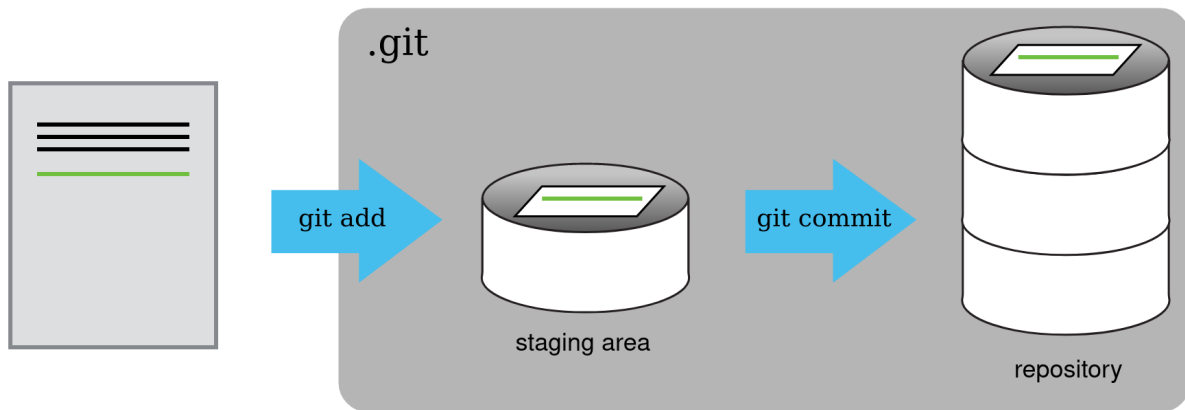 .git
git add
git commit
staging area
repository